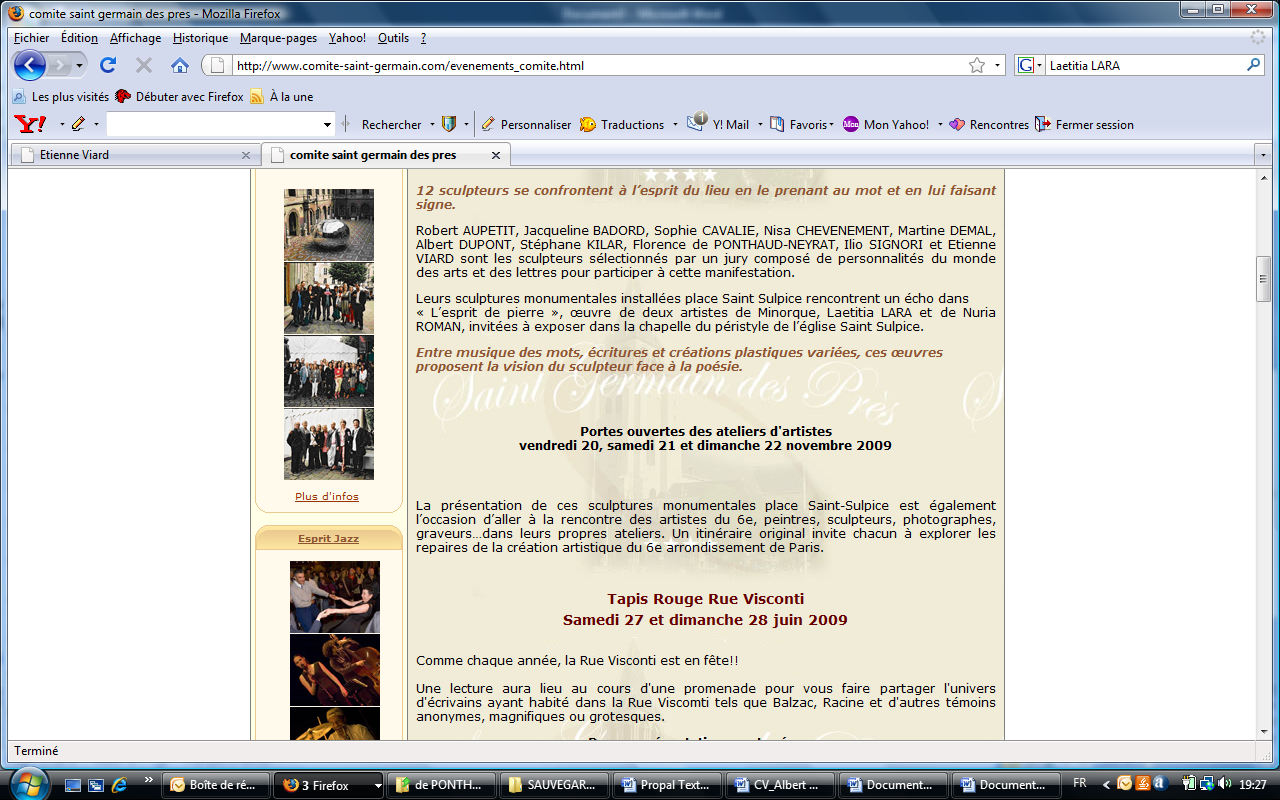 comite saint germain des pres - Mozilla Firefox
Fichier Édition Affichage Historique Marque-pages Yahoo! Outils ?
http://www.comite-saint-germain.com/evenements_comite.html
G Laetitia LARA
Les plus visités Débuter avec Firefox À la une
Y! Rechercher Personnaliser Traductions 1 Y! Mail Favoris Mon Mon Yahoo! Rencontres Fermer session
Etienne Viard comite saint germain des pres
12 sculpteurs se confrontent à l’esprit du lieu en le prenant au mot et en lui faisant
signe.
Robert AUPETIT, Jacqueline BADORD, Sophie CAVALIE, Nisa CHEVENEMENT, Martine DEMAL,
Albert DUPONT, Stéphane KILAR, Florence de PONTHAUD-NEYRAT, Ilio SIGNORI et Etienne
VIARD sont les sculpteurs sélectionnés par un jury composé de personnalités du monde
des arts et des lettres pour participer à cette manifestation.
Leurs sculptures monumentales installées place Saint Sulpice rencontrent un écho dans
« L’esprit de pierre », œuvre de deux artistes de Minorque, Laetitia LARA et de Nuria
ROMAN, invitées à exposer dans la chapelle du péristyle de l’église Saint Sulpice.
Entre musique des mots, écritures et créations plastiques variées, ces œuvres
proposent la vision du sculpteur face à la poésie.
Saint Germain des Près
Portes ouvertes des ateliers d'artistes
vendredi 20, samedi 21 et dimanche 22 novembre 2009
Plus d'infos
La présentation de ces sculptures monumentales place Saint-Sulpice est également
l’occasion d’aller à la rencontre des artistes du 6e, peintres, sculpteurs, photographes,
graveurs…dans leurs propres ateliers. Un itinéraire original invite chacun à explorer les
repaires de la création artistique du 6e arrondissement de Paris.
Esprit Jazz
Tapis Rouge Rue Visconti
Samedi 27 et dimanche 28 juin 2009
Comme chaque année, la Rue Visconti est en fête!!
Une lecture aura lieu au cours d'une promenade pour vous faire partager l'univers
d'écrivains ayant habité dans la Rue Viscomti tels que Balzac, Racine et d'autres témoins
anonymes, magnifiques ou grotesques.
Terminé
Boîte de ré... 3 Firefox de PONTH... SAUVEGAR... Propal Text... CV_Albert ... Document... Document... FR 19:27